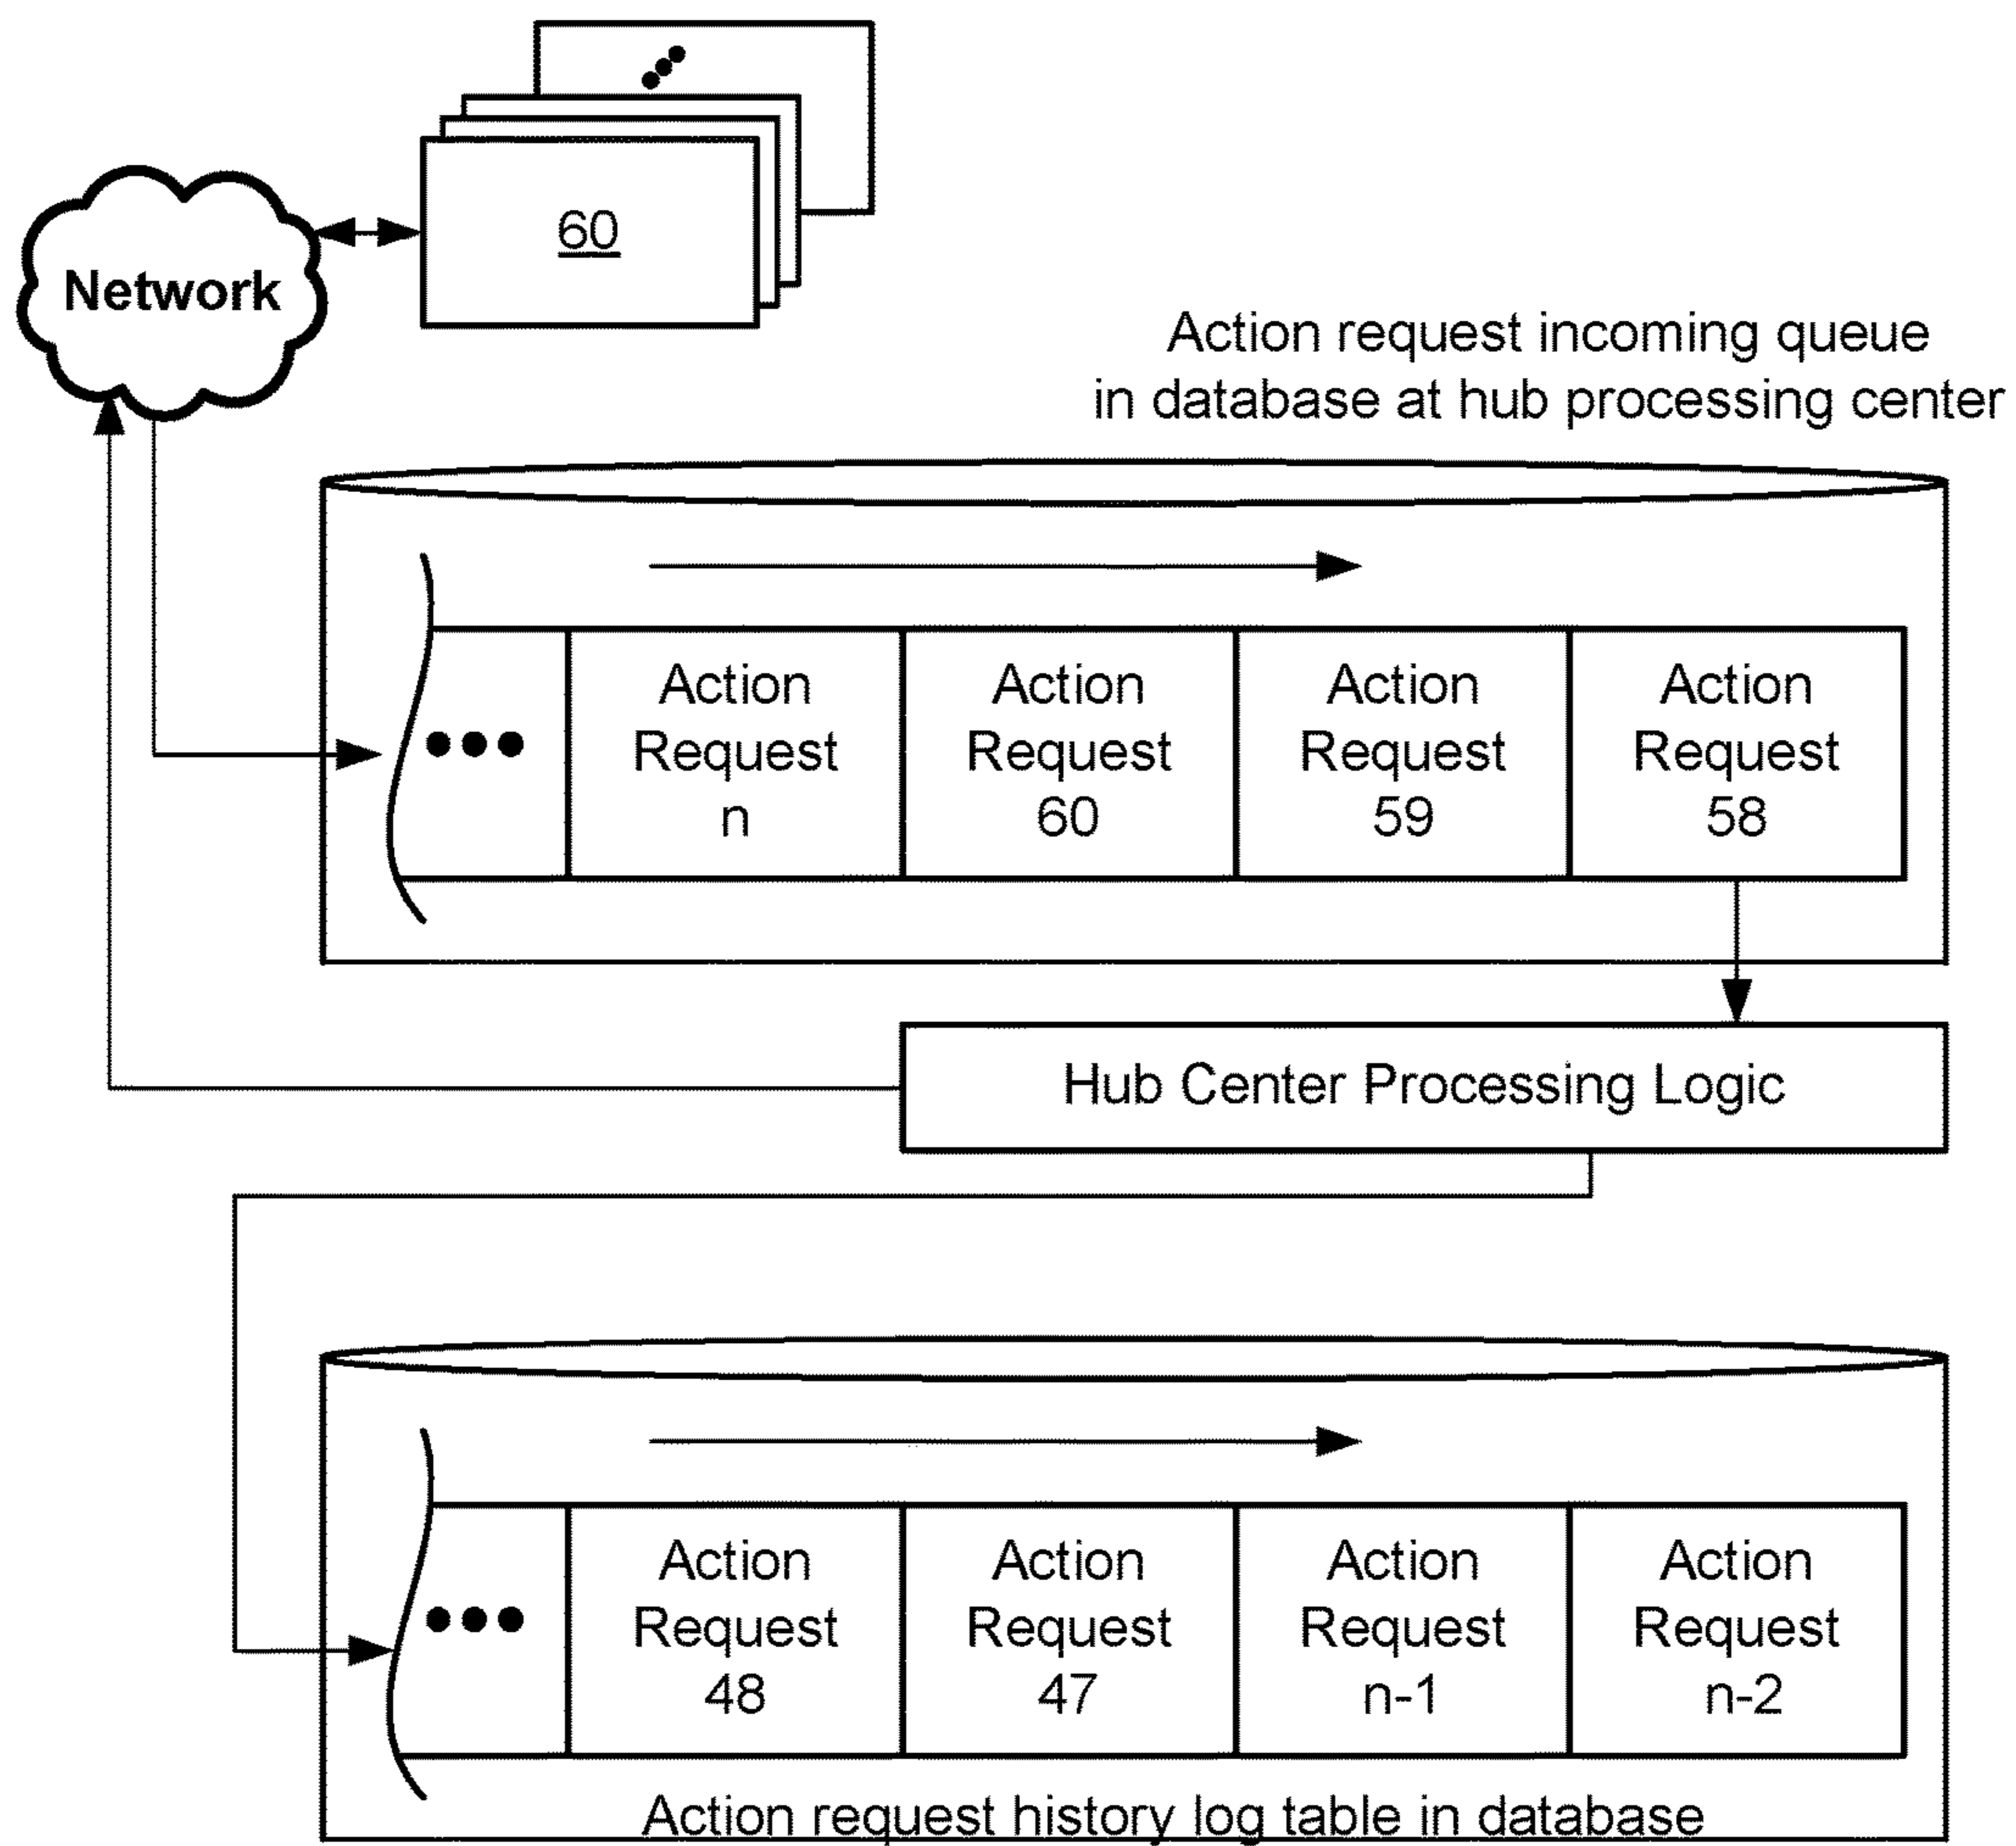 60
Network
Action request incoming queue
in database at hub processing center
Action
Request
n
Action
Request
60
Action
Request
59
Action
Request
58
Hub Center Processing Logic
Action
Request
48
Action
Request
47
Action
Request
n-1
Action
Request
n-2
Action request history log table in database